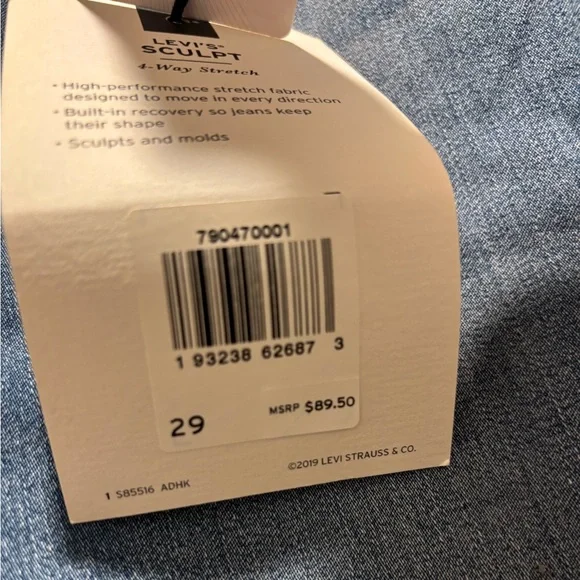 LEVI'S®
SCULPT
4-Way Stretch
• High-performance stretch fabric
designed to move in every direction
• Built-in recovery so jeans keep
their shape
• Sculpts and molds
790470001
1 93238 62687 3
29 MSRP $89.50
©2019 LEVI STRAUSS & CO.
1 S85516 ADHK